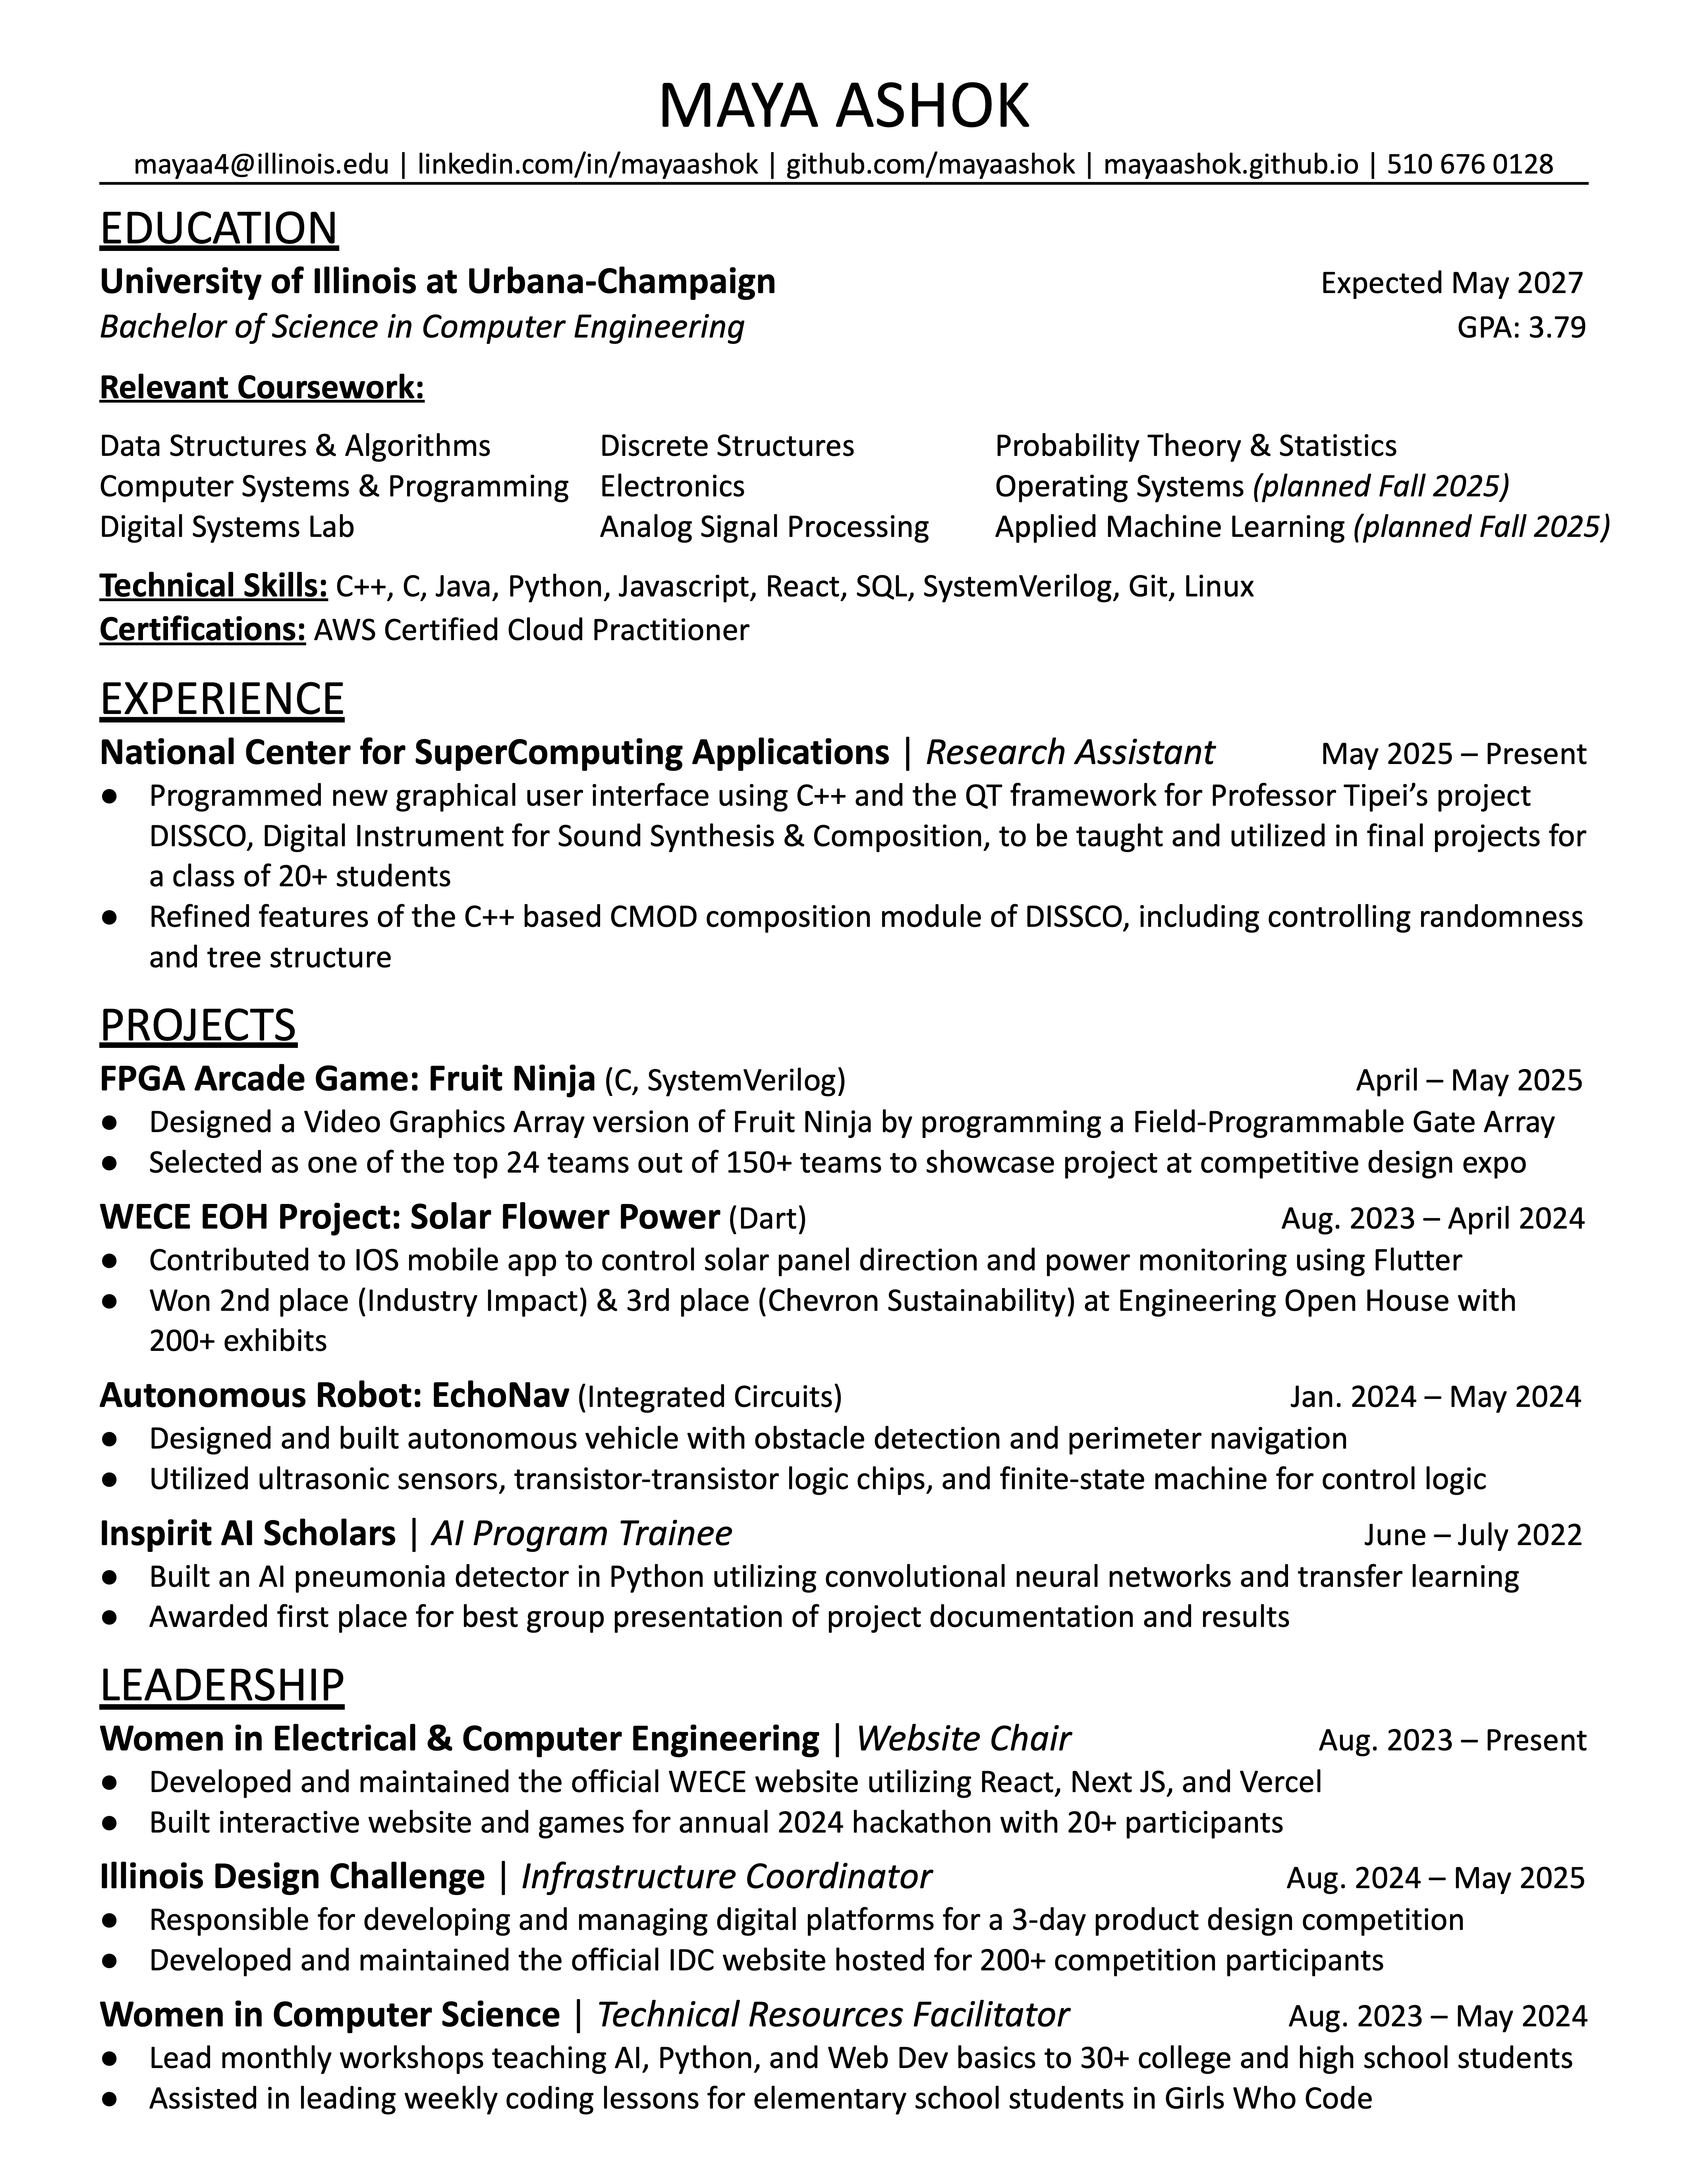 MAYA ASHOK
mayaa4@illinois.edu | linkedin.com/in/mayaashok | github.com/mayaashok | mayaashok.github.io | 510 676 0128
EDUCATION
University of Illinois at Urbana-Champaign Expected May 2027
Bachelor of Science in Computer Engineering GPA: 3.79
Relevant Coursework:
Data Structures & Algorithms Discrete Structures Probability Theory & Statistics
Computer Systems & Programming Electronics Operating Systems (planned Fall 2025)
Digital Systems Lab Analog Signal Processing Applied Machine Learning (planned Fall 2025)
Technical Skills: C++, C, Java, Python, Javascript, React, SQL, SystemVerilog, Git, Linux
Certifications: AWS Certified Cloud Practitioner
EXPERIENCE
National Center for SuperComputing Applications | Research Assistant May 2025 – Present
● Programmed new graphical user interface using C++ and the QT framework for Professor Tipei’s project
DISSCO, Digital Instrument for Sound Synthesis & Composition, to be taught and utilized in final projects for
a class of 20+ students
● Refined features of the C++ based CMOD composition module of DISSCO, including controlling randomness
and tree structure
PROJECTS
FPGA Arcade Game: Fruit Ninja (C, SystemVerilog) April – May 2025
● Designed a Video Graphics Array version of Fruit Ninja by programming a Field-Programmable Gate Array
● Selected as one of the top 24 teams out of 150+ teams to showcase project at competitive design expo
WECE EOH Project: Solar Flower Power (Dart) Aug. 2023 – April 2024
● Contributed to IOS mobile app to control solar panel direction and power monitoring using Flutter
● Won 2nd place (Industry Impact) & 3rd place (Chevron Sustainability) at Engineering Open House with
200+ exhibits
Autonomous Robot: EchoNav (Integrated Circuits) Jan. 2024 – May 2024
● Designed and built autonomous vehicle with obstacle detection and perimeter navigation
● Utilized ultrasonic sensors, transistor-transistor logic chips, and finite-state machine for control logic
Inspirit AI Scholars | AI Program Trainee June – July 2022
● Built an AI pneumonia detector in Python utilizing convolutional neural networks and transfer learning
● Awarded first place for best group presentation of project documentation and results
LEADERSHIP
Women in Electrical & Computer Engineering | Website Chair Aug. 2023 – Present
● Developed and maintained the official WECE website utilizing React, Next JS, and Vercel
● Built interactive website and games for annual 2024 hackathon with 20+ participants
Illinois Design Challenge | Infrastructure Coordinator Aug. 2024 – May 2025
● Responsible for developing and managing digital platforms for a 3-day product design competition
● Developed and maintained the official IDC website hosted for 200+ competition participants
Women in Computer Science | Technical Resources Facilitator Aug. 2023 – May 2024
● Lead monthly workshops teaching AI, Python, and Web Dev basics to 30+ college and high school students
● Assisted in leading weekly coding lessons for elementary school students in Girls Who Code